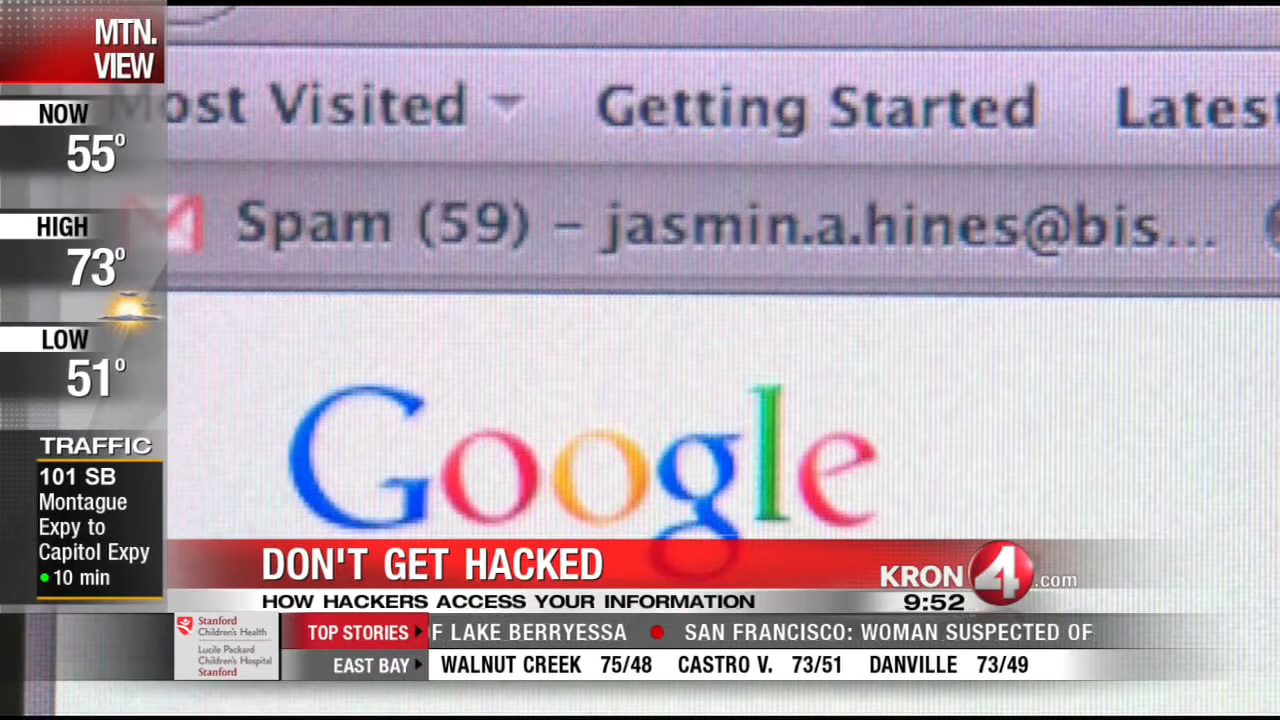 MTN.
VIEW
NOW
55°
HIGH
73°
LOW
51°
TRAFFIC
101 SB
Montague
Expy to
Capitol Expy
10 min
Most Visited Getting Started Lates
Spam (59) – jasmin.a.hines@bis...
Google
DON'T GET HACKED
HOW HACKERS ACCESS YOUR INFORMATION
KRON 4 .com
9:52
Stanford
Children's Health
Lucile Packard
Children's Hospital
Stanford
TOP STORIES F LAKE BERRYESSA SAN FRANCISCO: WOMAN SUSPECTED OF
EAST BAY WALNUT CREEK 75/48 CASTRO V. 73/51 DANVILLE 73/49